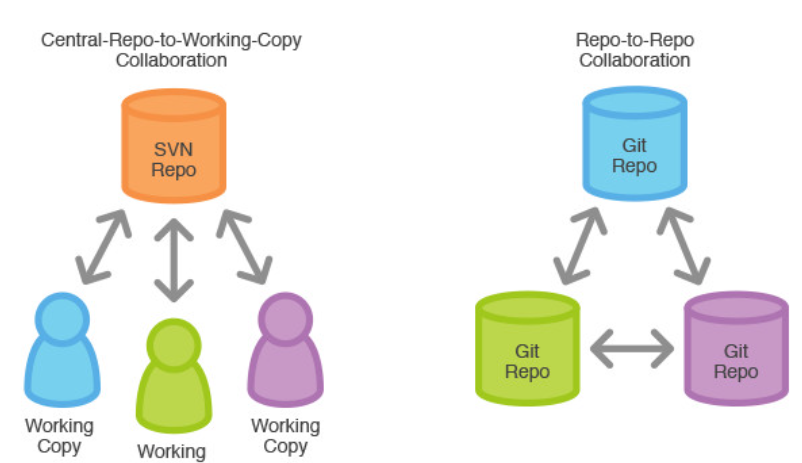 Central-Repo-to-Working-Copy
Collaboration
SVN
Repo
Working
Copy
Working
Working
Copy
Repo-to-Repo
Collaboration
Git
Repo
Git
Repo
Git
Repo